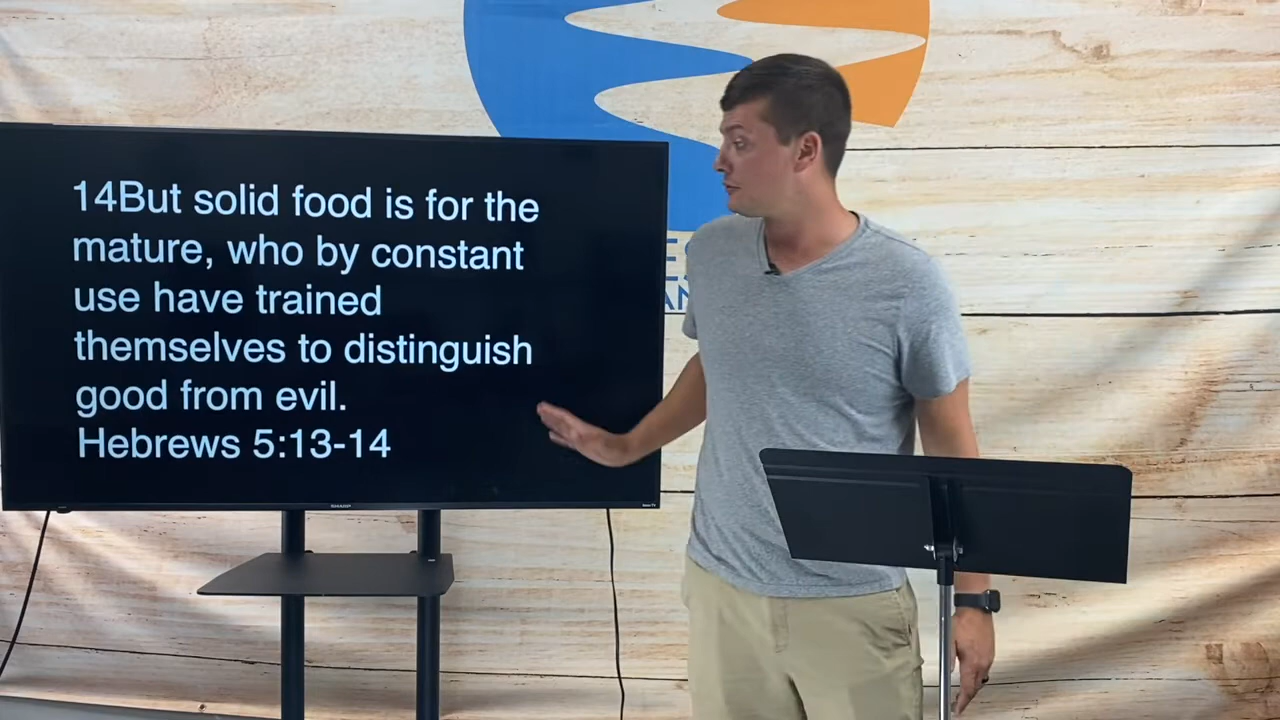 14But solid food is for the
mature, who by constant
use have trained
themselves to distinguish
good from evil.
Hebrews 5:13-14
SHARP